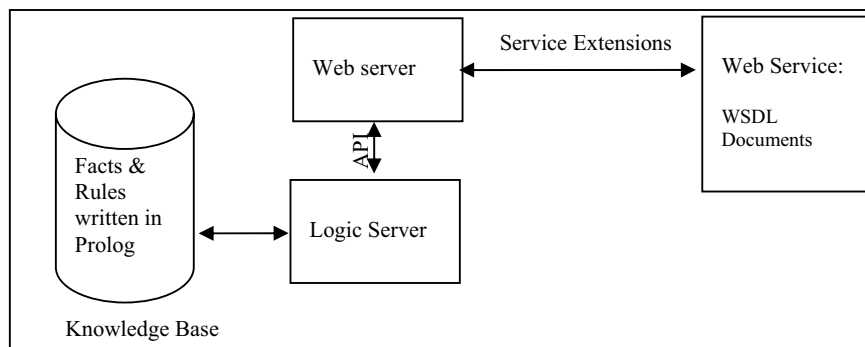 Service Extensions
Web server
Web Service:
WSDL
Documents
API
Facts &
Rules
written in
Prolog
Logic Server
Knowledge Base